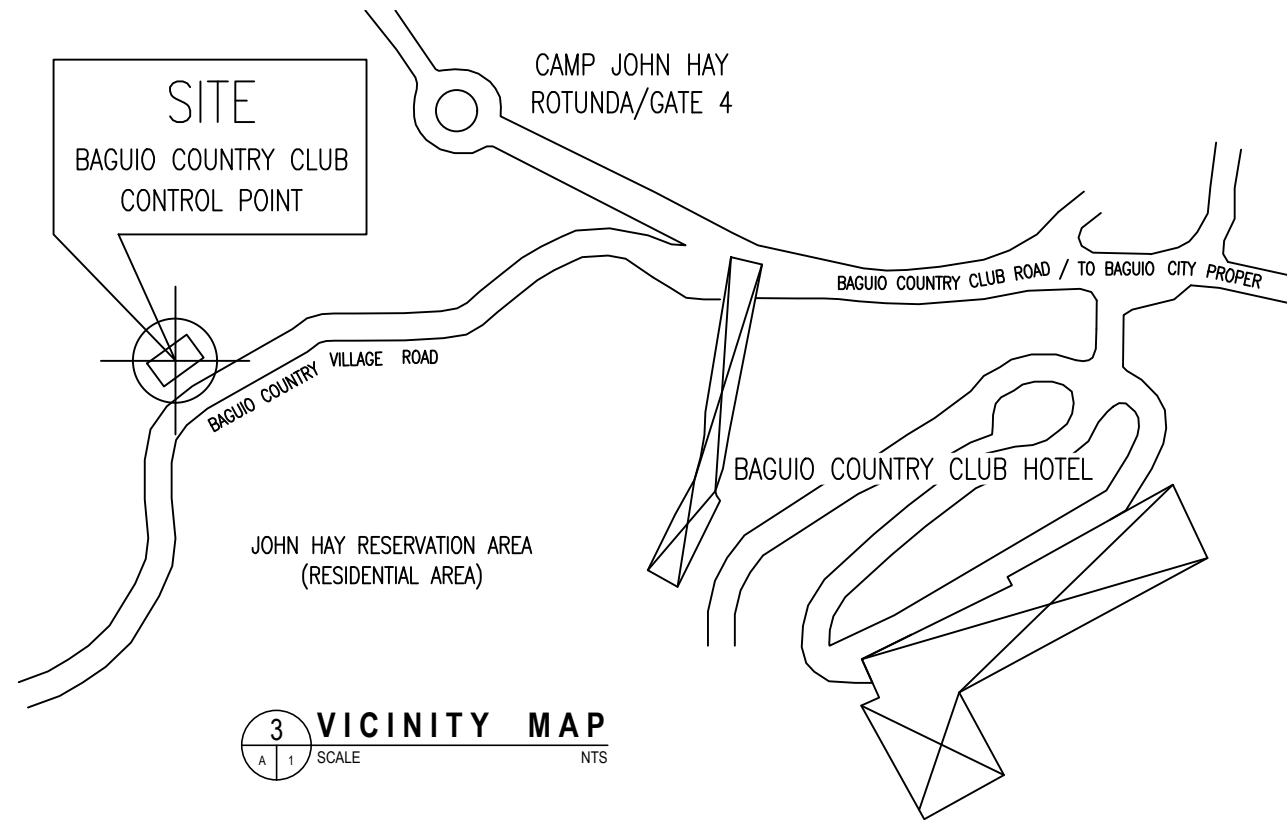 CAMP JOHN HAY
ROTUNDA/GATE 4
SITE
BAGUIO COUNTRY CLUB
CONTROL POINT
BAGUIO COUNTRY CLUB ROAD / TO BAGUIO CITY PROPER
BAGUIO COUNTRY VILLAGE ROAD
BAGUIO COUNTRY CLUB HOTEL
JOHN HAY RESERVATION AREA
(RESIDENTIAL AREA)
3 VICINITY MAP
A 1 SCALE NTS